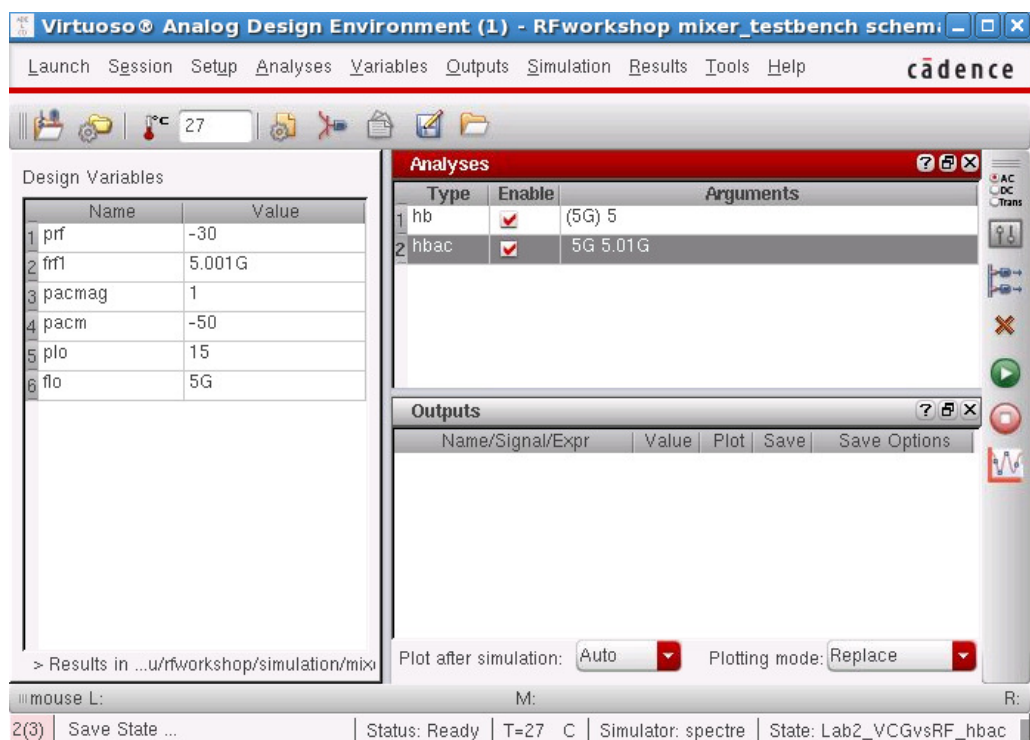 Virtuoso® Analog Design Environment (1) - RFworkshop mixer_testbench schem
Launch Session Setup Analyses Variables Outputs Simulation Results Tools Help cādence
°C 27
Design Variables
Name Value
1 prf -30
2 frf1 5.001G
3 pacmag 1
4 pacm -50
5 plo 15
6 flo 5G
> Results in ...u/rfworkshop/simulation/mix
Analyses
Type Enable Arguments
1 hb (5G) 5
2 hbac 5G 5.01G
AC
DC
Trans
Outputs
Name/Signal/Expr Value Plot Save Save Options
Plot after simulation: Auto Plotting mode: Replace
mouse L: M: R:
2(3) Save State ... Status: Ready T=27 C Simulator: spectre State: Lab2_VCGvsRF_hbac